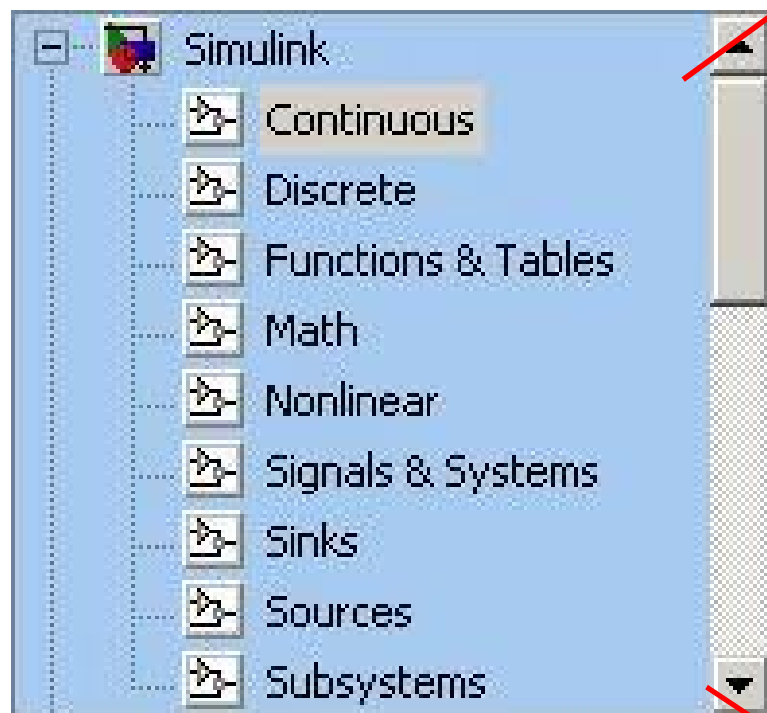 Simulink
Continuous
Discrete
Functions & Tables
Math
Nonlinear
Signals & Systems
Sinks
Sources
Subsystems